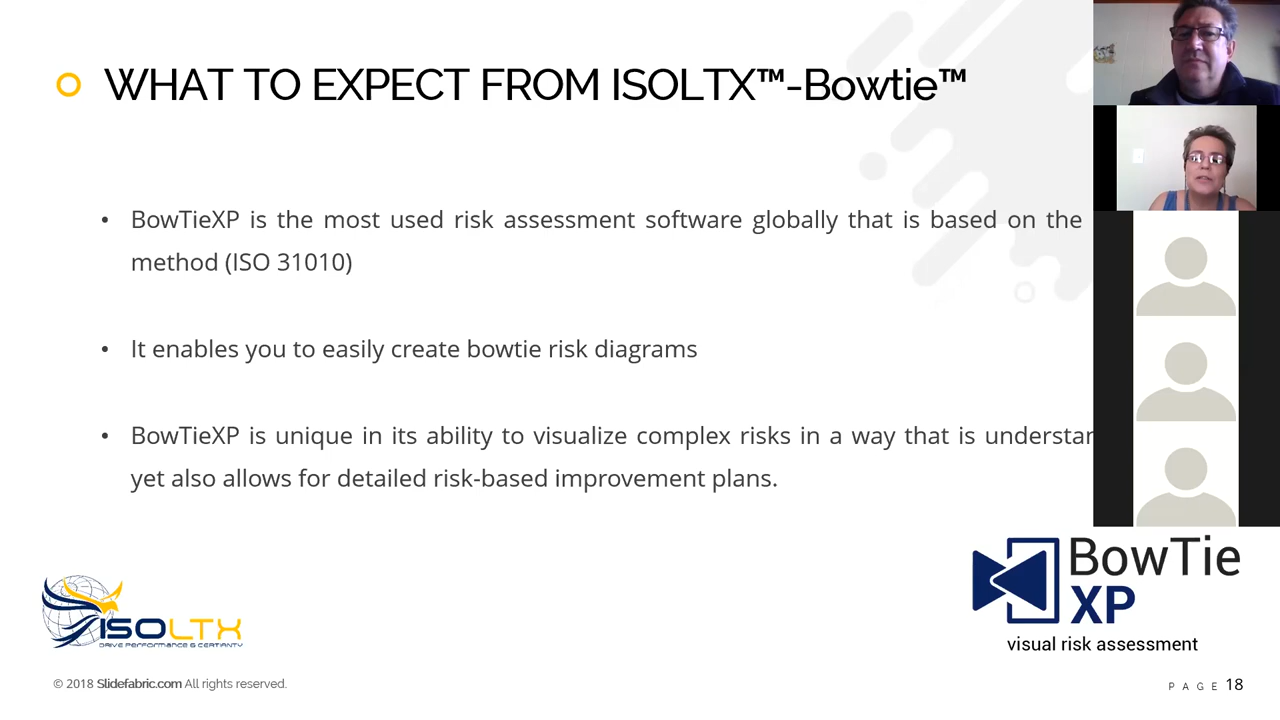 WHAT TO EXPECT FROM ISOLTX™-Bowtie™
• BowTieXP is the most used risk assessment software globally that is based on the
method (ISO 31010)
• It enables you to easily create bowtie risk diagrams
• BowTieXP is unique in its ability to visualize complex risks in a way that is
yet also allows for detailed risk-based improvement plans.
BowTie
XP
visual risk assessment
ISOLTX
DRIVE PERFORMANCE & CERTIANTY
© 2018 Slidefabric.com All rights reserved.
PAGE 18